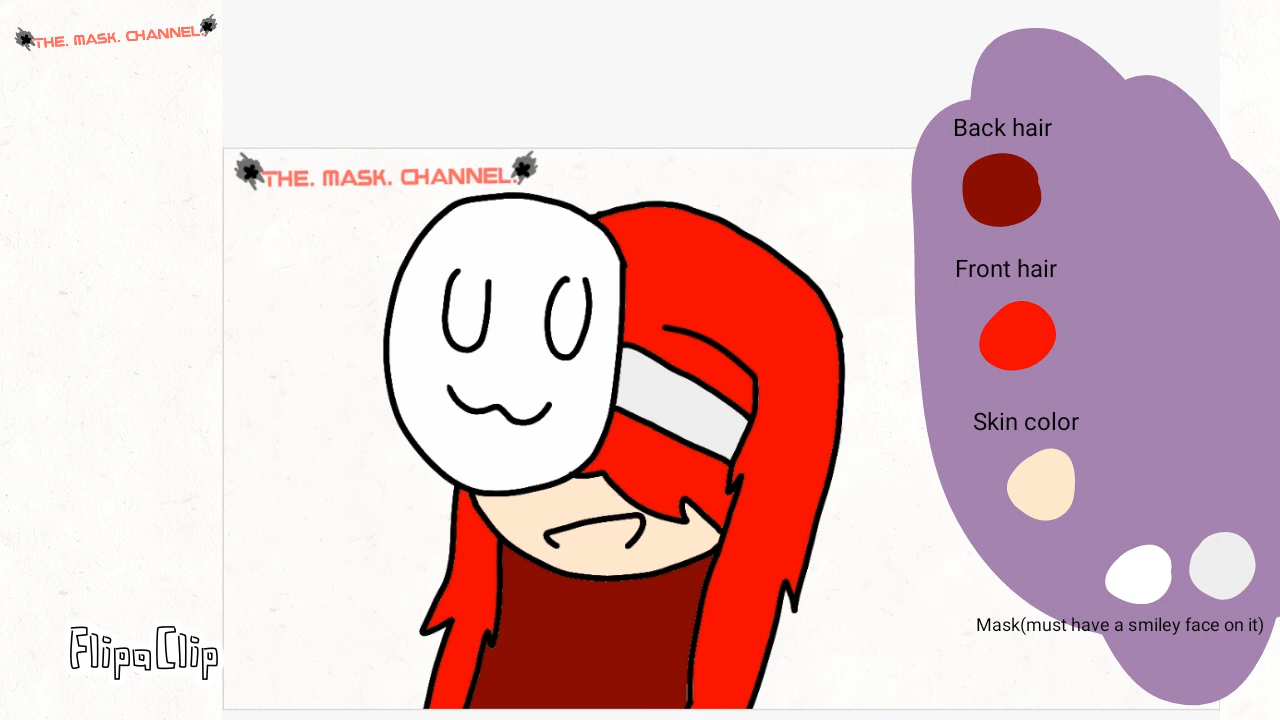 THE. MASK. CHANNEL.
THE. MASK. CHANNEL.
Back hair
Front hair
Skin color
Mask(must have a smiley face on it)
FlipaClip